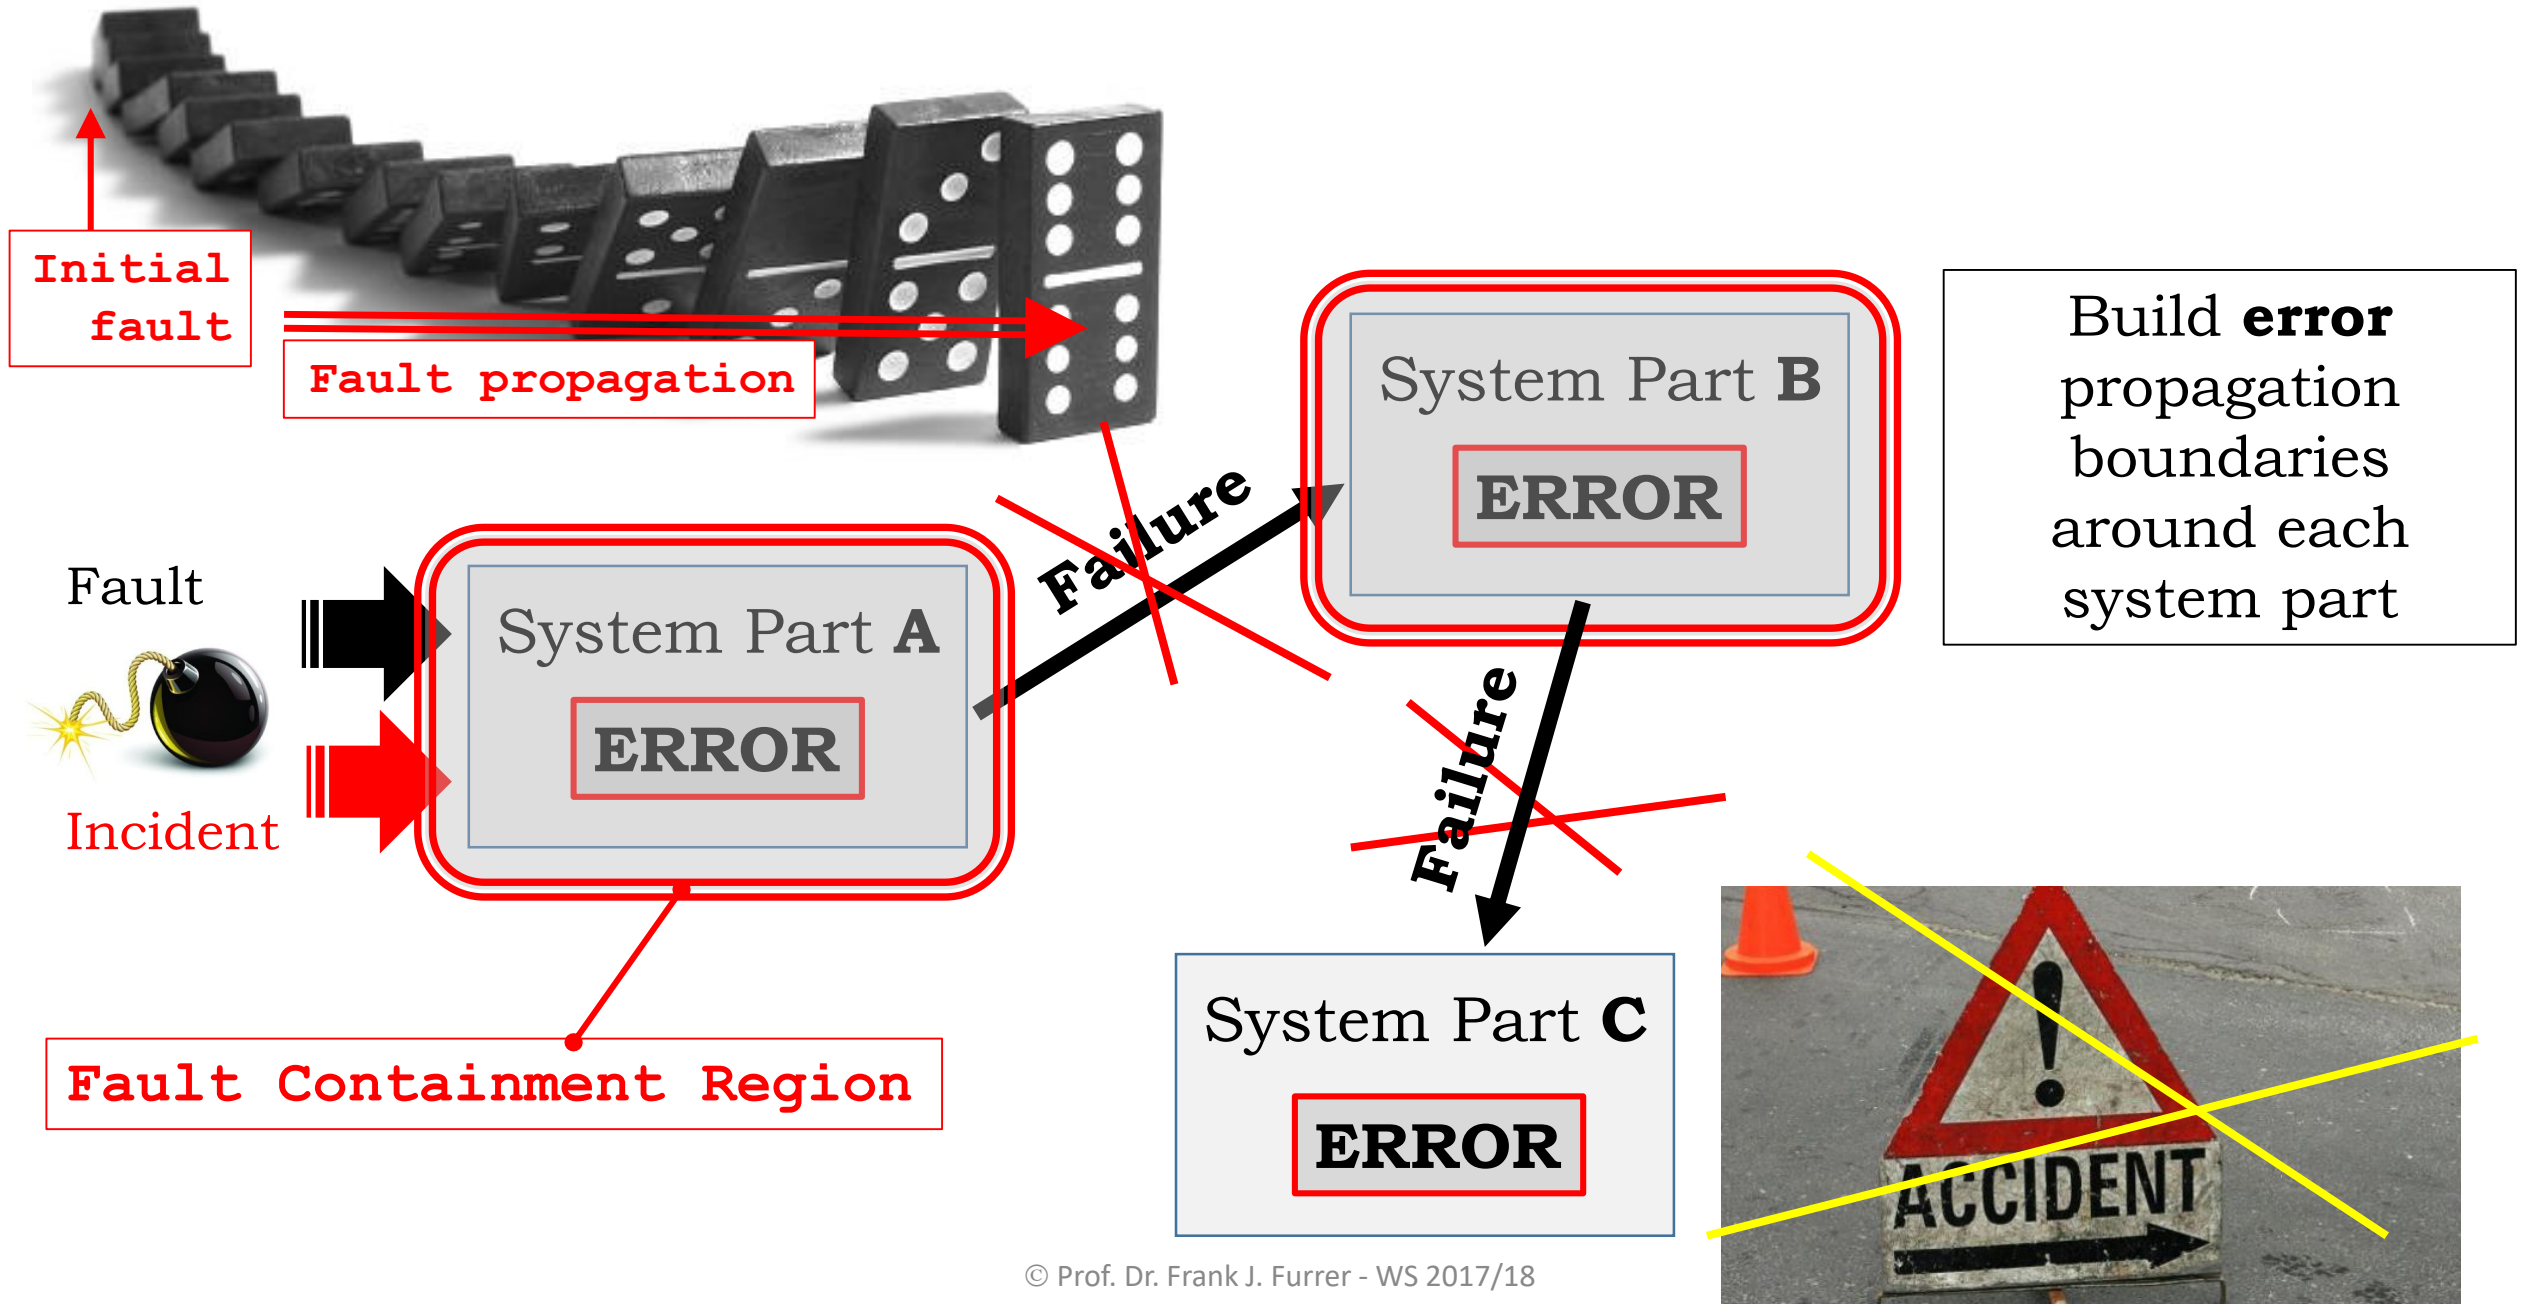 Initial
fault
Fault propagation
System Part B
ERROR
Build error
propagation
boundaries
around each
system part
Failure
Fault
System Part A
ERROR
Incident
Failure
Fault Containment Region
System Part C
ERROR
ACCIDENT
© Prof. Dr. Frank J. Furrer - WS 2017/18